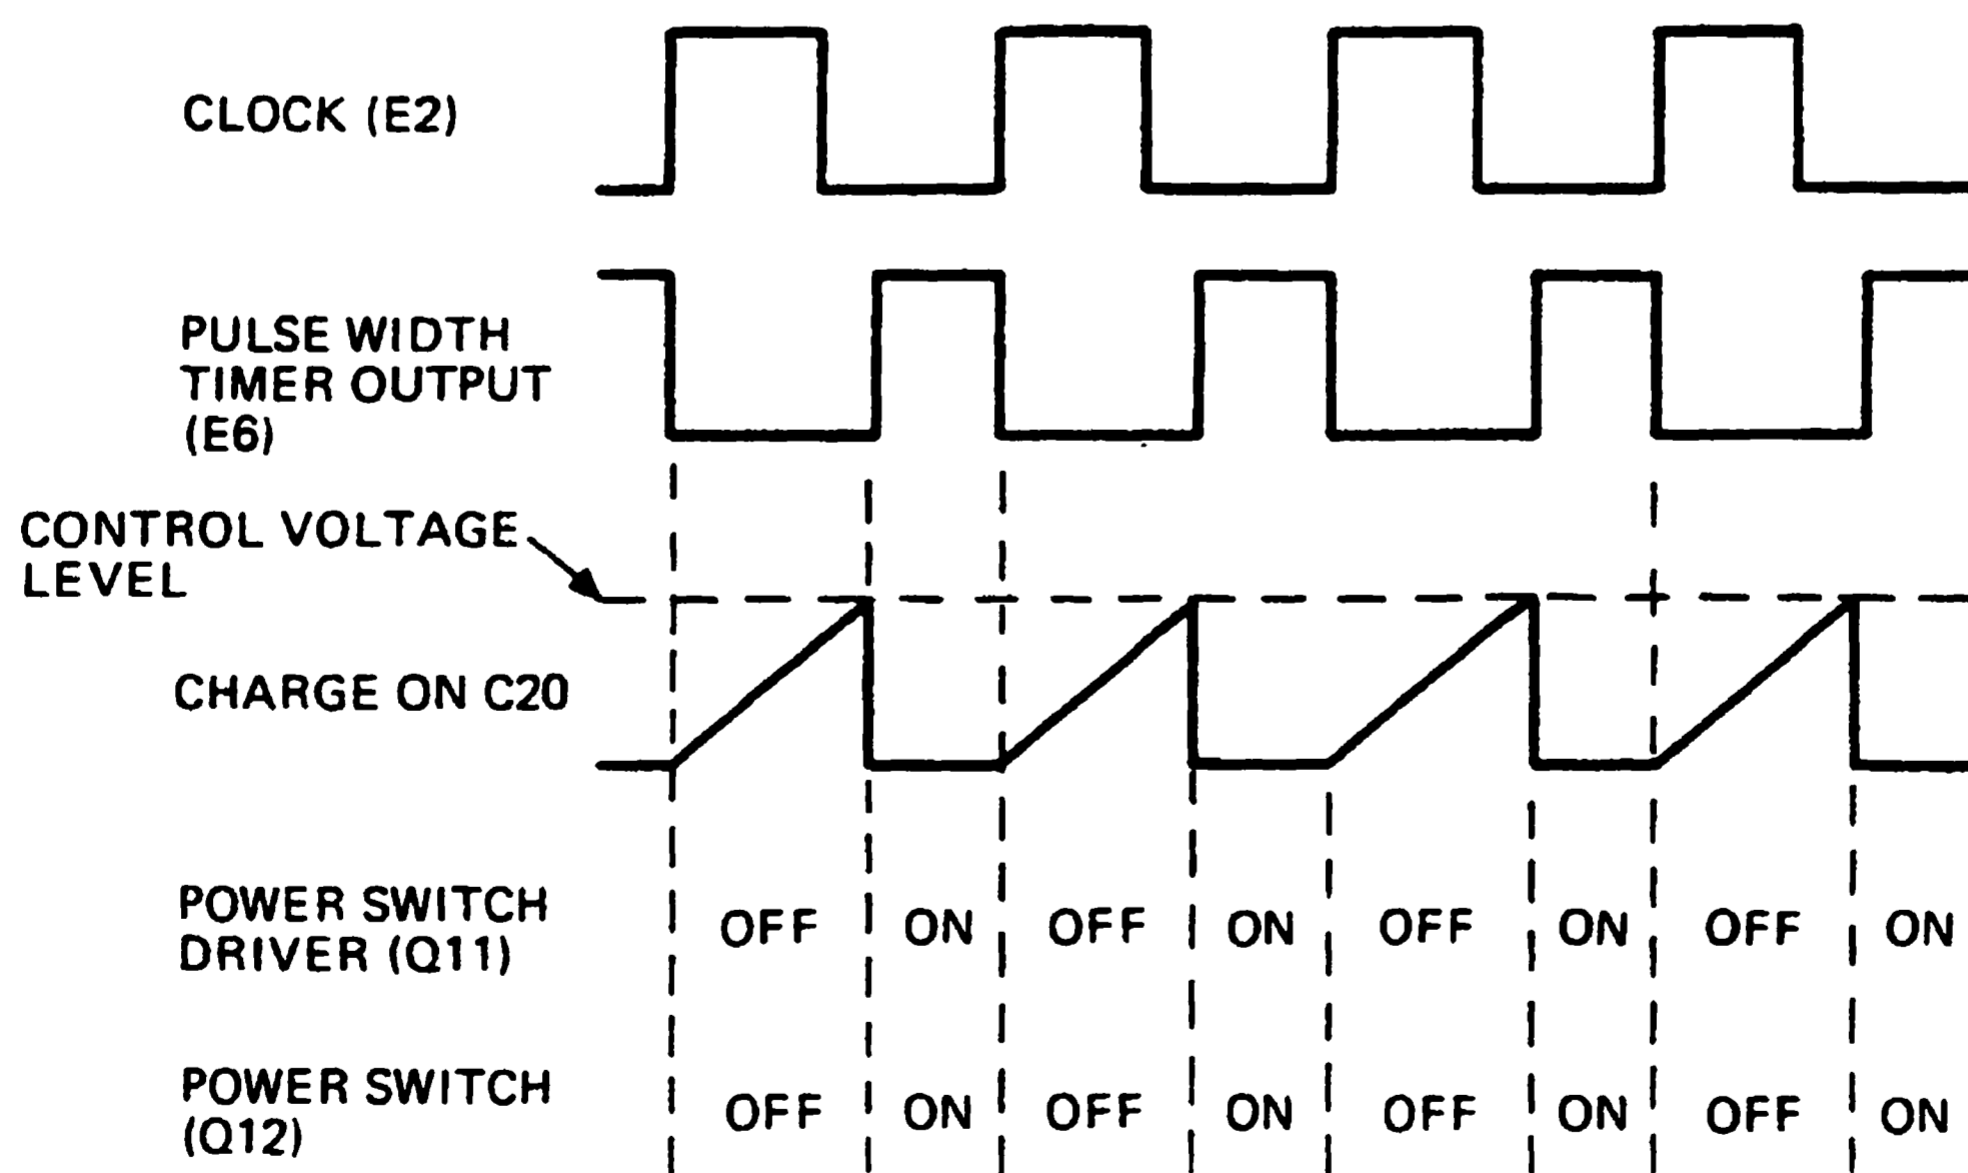 CLOCK (E2)
PULSE WIDTH
TIMER OUTPUT
(E6)
CONTROL VOLTAGE
LEVEL
CHARGE ON C20
POWER SWITCH
DRIVER (Q11)
OFF ON OFF ON OFF ON OFF ON
POWER SWITCH
(Q12)
OFF ON OFF ON OFF ON OFF ON